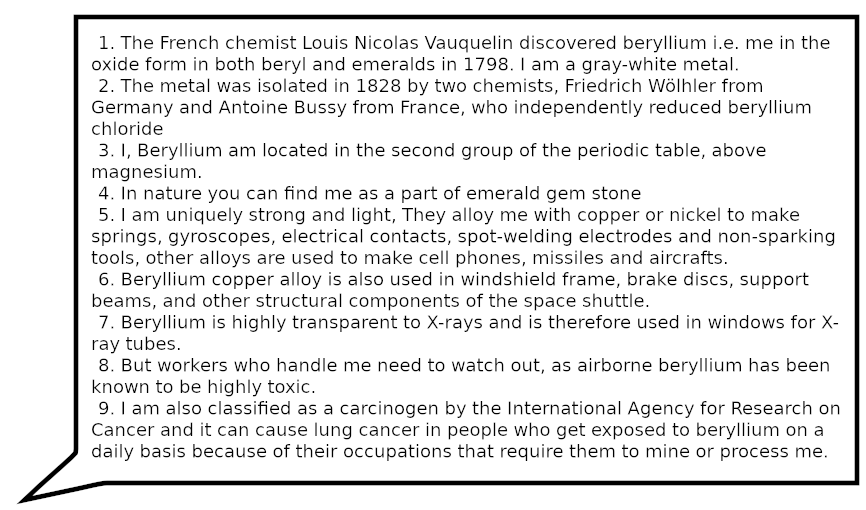 1. The French chemist Louis Nicolas Vauquelin discovered beryllium i.e. me in the
oxide form in both beryl and emeralds in 1798. I am a gray-white metal.
2. The metal was isolated in 1828 by two chemists, Friedrich Wölhler from
Germany and Antoine Bussy from France, who independently reduced beryllium
chloride
3. I, Beryllium am located in the second group of the periodic table, above
magnesium.
4. In nature you can find me as a part of emerald gem stone
5. I am uniquely strong and light, They alloy me with copper or nickel to make
springs, gyroscopes, electrical contacts, spot-welding electrodes and non-sparking
tools, other alloys are used to make cell phones, missiles and aircrafts.
6. Beryllium copper alloy is also used in windshield frame, brake discs, support
beams, and other structural components of the space shuttle.
7. Beryllium is highly transparent to X-rays and is therefore used in windows for X-
ray tubes.
8. But workers who handle me need to watch out, as airborne beryllium has been
known to be highly toxic.
9. I am also classified as a carcinogen by the International Agency for Research on
Cancer and it can cause lung cancer in people who get exposed to beryllium on a
daily basis because of their occupations that require them to mine or process me.